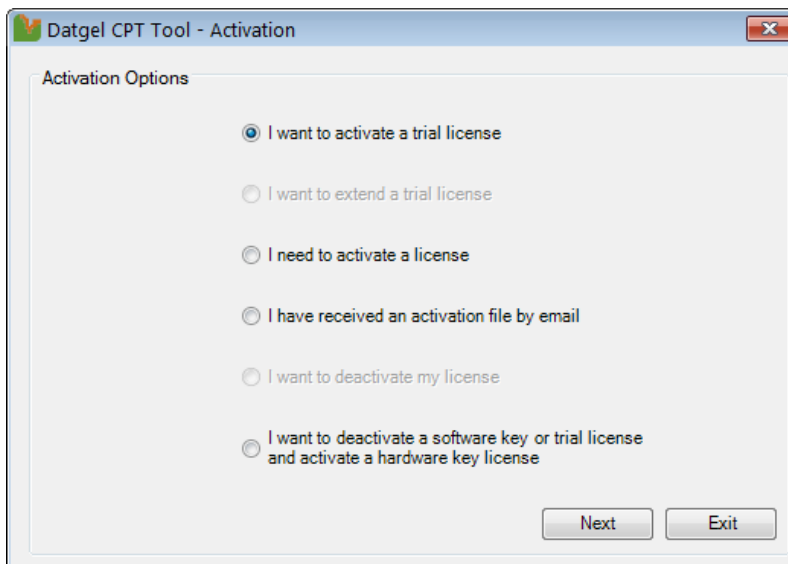 Datgel CPT Tool - Activation
Activation Options
I want to activate a trial license
I want to extend a trial license
I need to activate a license
I have received an activation file by email
I want to deactivate my license
I want to deactivate a software key or trial license
and activate a hardware key license
Next Exit